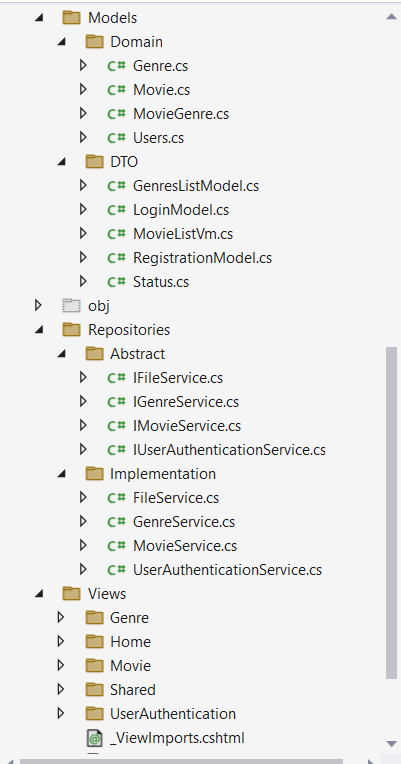 Models
Domain
C# Genre.cs
C# Movie.cs
C# MovieGenre.cs
C# Users.cs
DTO
C# GenresListModel.cs
C# LoginModel.cs
C# MovieListVm.cs
C# RegistrationModel.cs
C# Status.cs
obj
Repositories
Abstract
C# IFileService.cs
C# IGenreService.cs
C# IMovieService.cs
C# IUserAuthenticationService.cs
Implementation
C# FileService.cs
C# GenreService.cs
C# MovieService.cs
C# UserAuthenticationService.cs
Views
Genre
Home
Movie
Shared
UserAuthentication
@ _ViewImports.cshtml